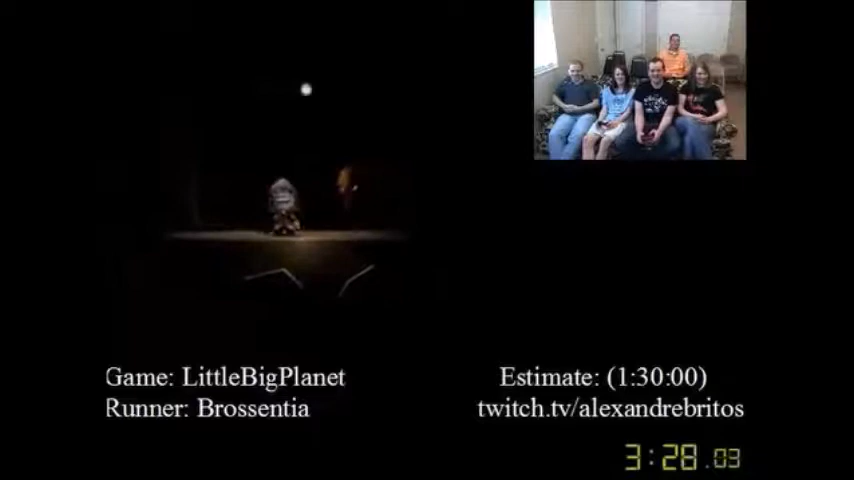 Game: LittleBigPlanet
Runner: Brossentia
Estimate: (1:30:00)
twitch.tv/alexandrebritos
3:28.03